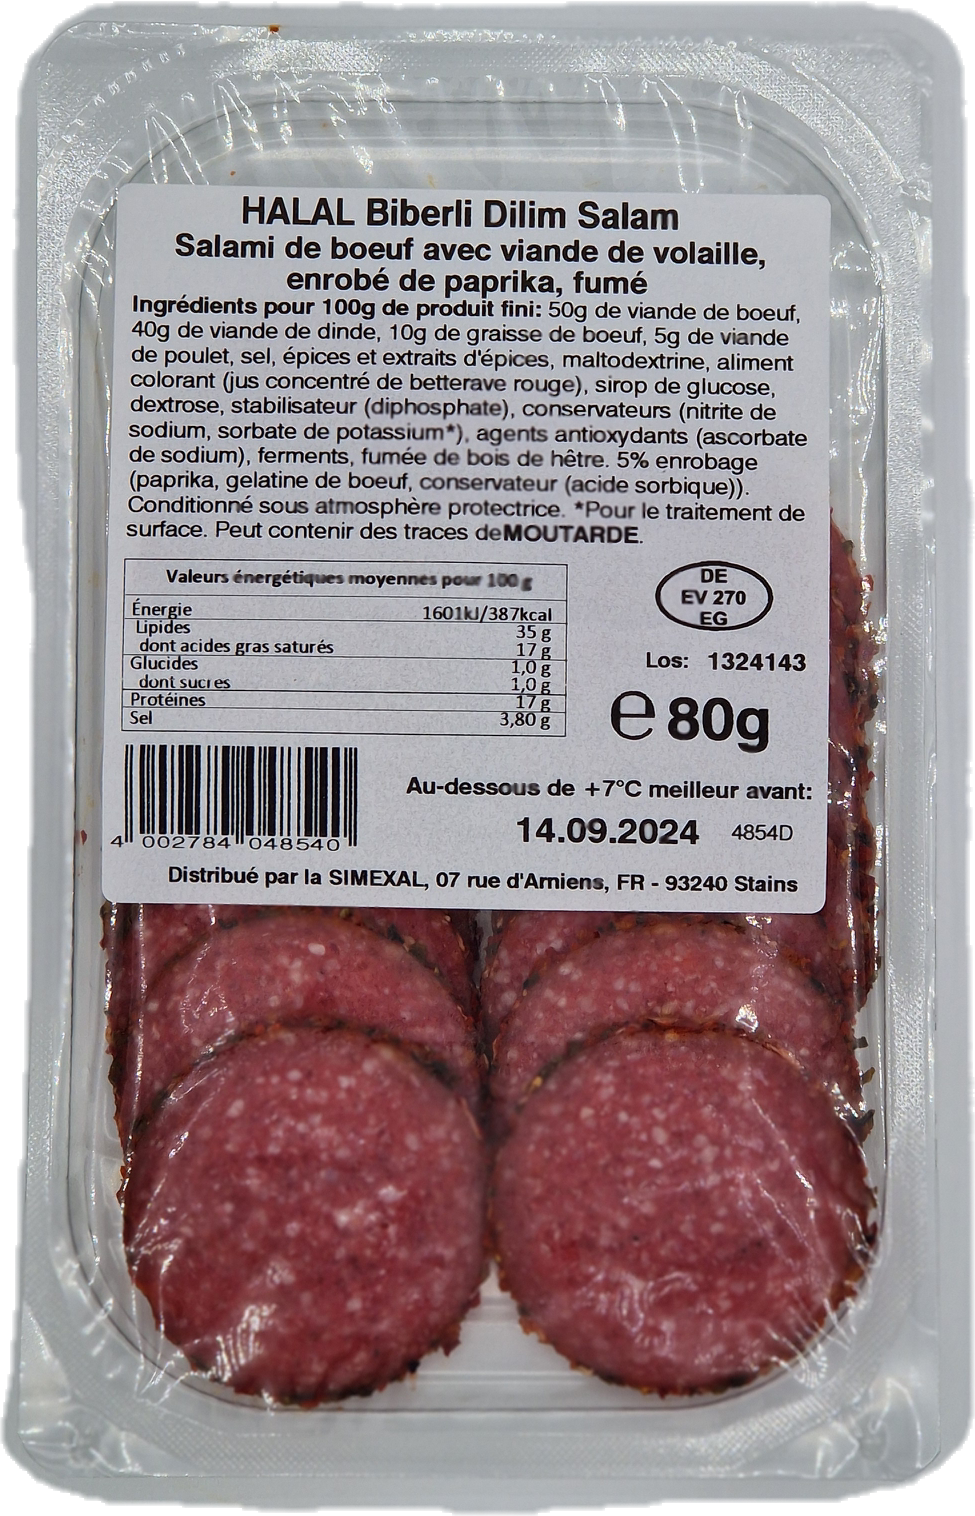 HALAL Biberli Dilim Salam
Salami de boeuf avec viande de volaille,
enrobé de paprika, fumé
Ingrédients pour 100g de produit fini: 50g de viande de boeuf,
40g de viande de dinde, 10g de graisse de boeuf, 5g de viande
de poulet, sel, épices et extraits d'épices, maltodextrine, aliment
colorant (jus concentré de betterave rouge), sirop de glucose,
dextrose, stabilisateur (diphosphate), conservateurs (nitrite de
sodium, sorbate de potassium*), agents antioxydants (ascorbate
de sodium), ferments, fumée de bois de hêtre. 5% enrobage
(paprika, gelatine de boeuf, conservateur (acide sorbique)).
Conditionné sous atmosphère protectrice. *Pour le traitement de
surface. Peut contenir des traces de MOUTARDE.
Valeurs énergétiques moyennes pour 100 g
Énergie 1601kJ/387kcal
Lipides 35 g
dont acides gras saturés 17 g
Glucides 1,0 g
dont sucres 1,0 g
Protéines 17 g
Sel 3,80 g
DE
EV 270
EG
Los: 1324143
e 80g
Au-dessous de +7°C meilleur avant:
14.09.2024 4854D
4 002784 048540
Distribué par la SIMEXAL, 07 rue d'Amiens, FR - 93240 Stains